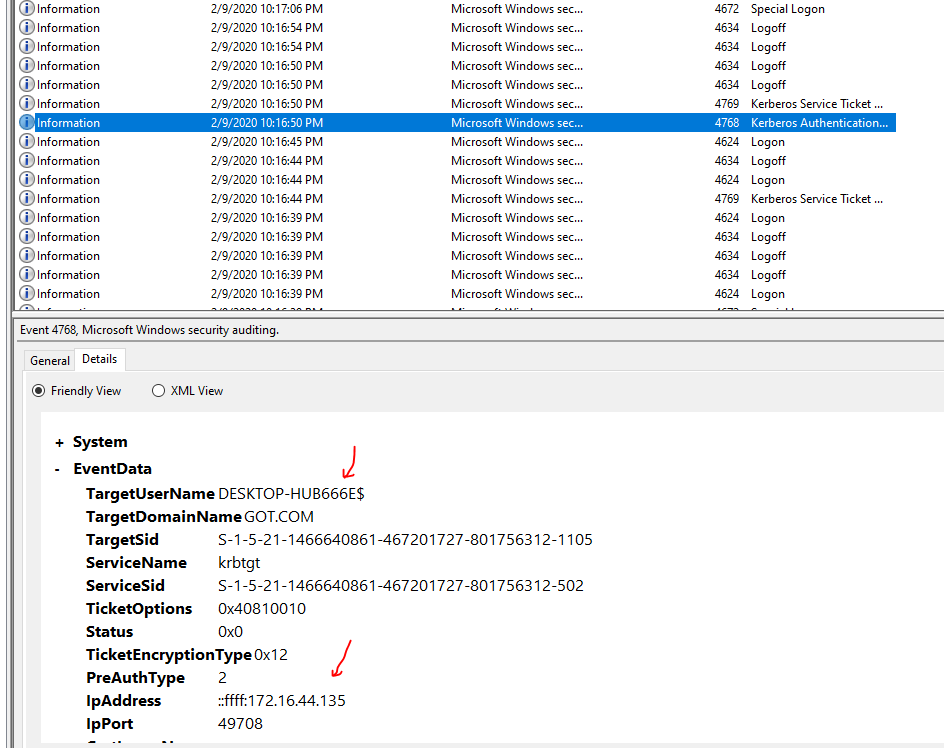 Information 2/9/2020 10:17:06 PM Microsoft Windows sec... 4672 Special Logon
Information 2/9/2020 10:16:54 PM Microsoft Windows sec... 4634 Logoff
Information 2/9/2020 10:16:54 PM Microsoft Windows sec... 4634 Logoff
Information 2/9/2020 10:16:50 PM Microsoft Windows sec... 4634 Logoff
Information 2/9/2020 10:16:50 PM Microsoft Windows sec... 4634 Logoff
Information 2/9/2020 10:16:50 PM Microsoft Windows sec... 4769 Kerberos Service Ticket ...
Information 2/9/2020 10:16:50 PM Microsoft Windows sec... 4768 Kerberos Authentication...
Information 2/9/2020 10:16:45 PM Microsoft Windows sec... 4624 Logon
Information 2/9/2020 10:16:44 PM Microsoft Windows sec... 4634 Logoff
Information 2/9/2020 10:16:44 PM Microsoft Windows sec... 4624 Logon
Information 2/9/2020 10:16:44 PM Microsoft Windows sec... 4769 Kerberos Service Ticket ...
Information 2/9/2020 10:16:39 PM Microsoft Windows sec... 4624 Logon
Information 2/9/2020 10:16:39 PM Microsoft Windows sec... 4634 Logoff
Information 2/9/2020 10:16:39 PM Microsoft Windows sec... 4634 Logoff
Information 2/9/2020 10:16:39 PM Microsoft Windows sec... 4634 Logoff
Information 2/9/2020 10:16:39 PM Microsoft Windows sec... 4624 Logon
Event 4768, Microsoft Windows security auditing.
General Details
Friendly View XML View
+ System
- EventData
TargetUserName DESKTOP-HUB666E$
TargetDomainName GOT.COM
TargetSid S-1-5-21-1466640861-467201727-801756312-1105
ServiceName krbtgt
ServiceSid S-1-5-21-1466640861-467201727-801756312-502
TicketOptions 0x40810010
Status 0x0
TicketEncryptionType 0x12
PreAuthType 2
IpAddress ::ffff:172.16.44.135
IpPort 49708